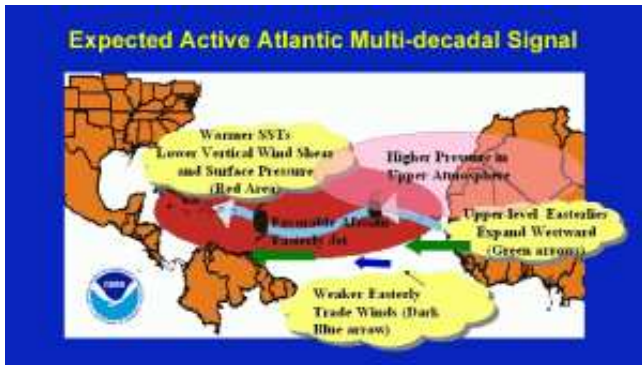 Expected Active Atlantic Multi-decadal Signal
Warmer SSTs
Lower Vertical Wind Shear
and Surface Pressure
(Red Area)
Higher Pressure in
Upper Atmosphere
Favorable African
Easterly Jet
Upper-level Easterlies
Expand Westward
(Green arrows)
Weaker Easterly
Trade Winds (Dark
Blue arrow)